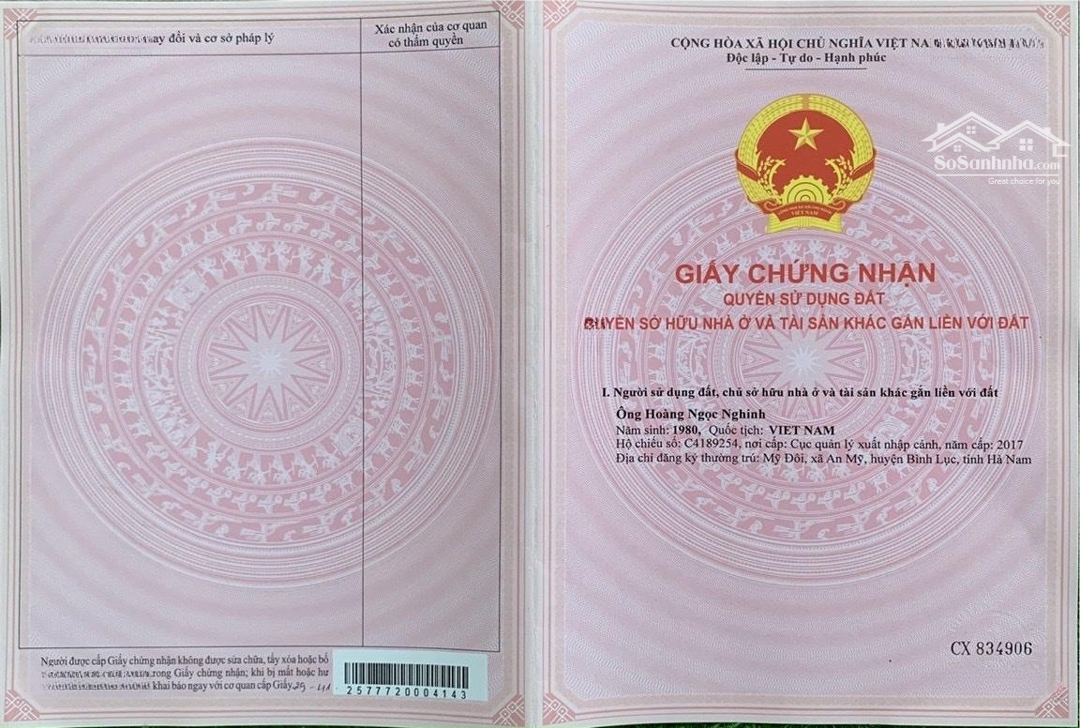 ay đổi và cơ sở pháp lý
Xác nhận của cơ quan
có thẩm quyền
Người được cấp Giấy chứng nhận không được sửa chữa, tẩy xóa hoặc bổ
trong Giấy chứng nhận; khi bị mất hoặc hư
khai báo ngay với cơ quan cấp Giấy.
2577720004143
CỘNG HÒA XÃ HỘI CHỦ NGHĨA VIỆT NA
Độc lập - Tự do - Hạnh phúc
SoSanhnha.com
Great choice for you
VIỆT NAM
GIẤY CHỨNG NHẬN
QUYỀN SỬ DỤNG ĐẤT
QUYỀN SỞ HỮU NHÀ Ở VÀ TÀI SẢN KHÁC GẮN LIỀN VỚI ĐẤT
I. Người sử dụng đất, chủ sở hữu nhà ở và tài sản khác gắn liền với đất
Ông Hoàng Ngọc Nghinh
Năm sinh: 1980, Quốc tịch: VIET NAM
Hộ chiếu số: C4189254, nơi cấp: Cục quản lý xuất nhập cảnh, năm cấp: 2017
Địa chỉ đăng ký thường trú: Mỹ Đôi, xã An Mỹ, huyện Bình Lục, tỉnh Hà Nam
CX 834906